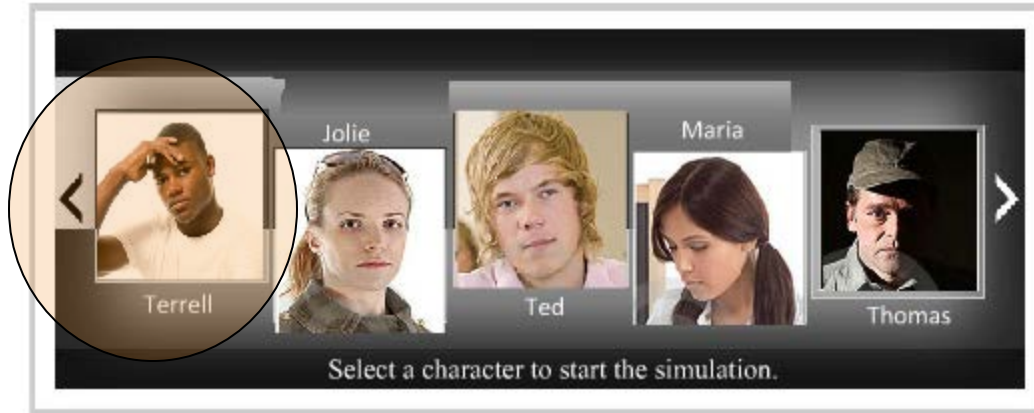 Jolie
Maria
Terrell
Ted
Thomas
Select a character to start the simulation.